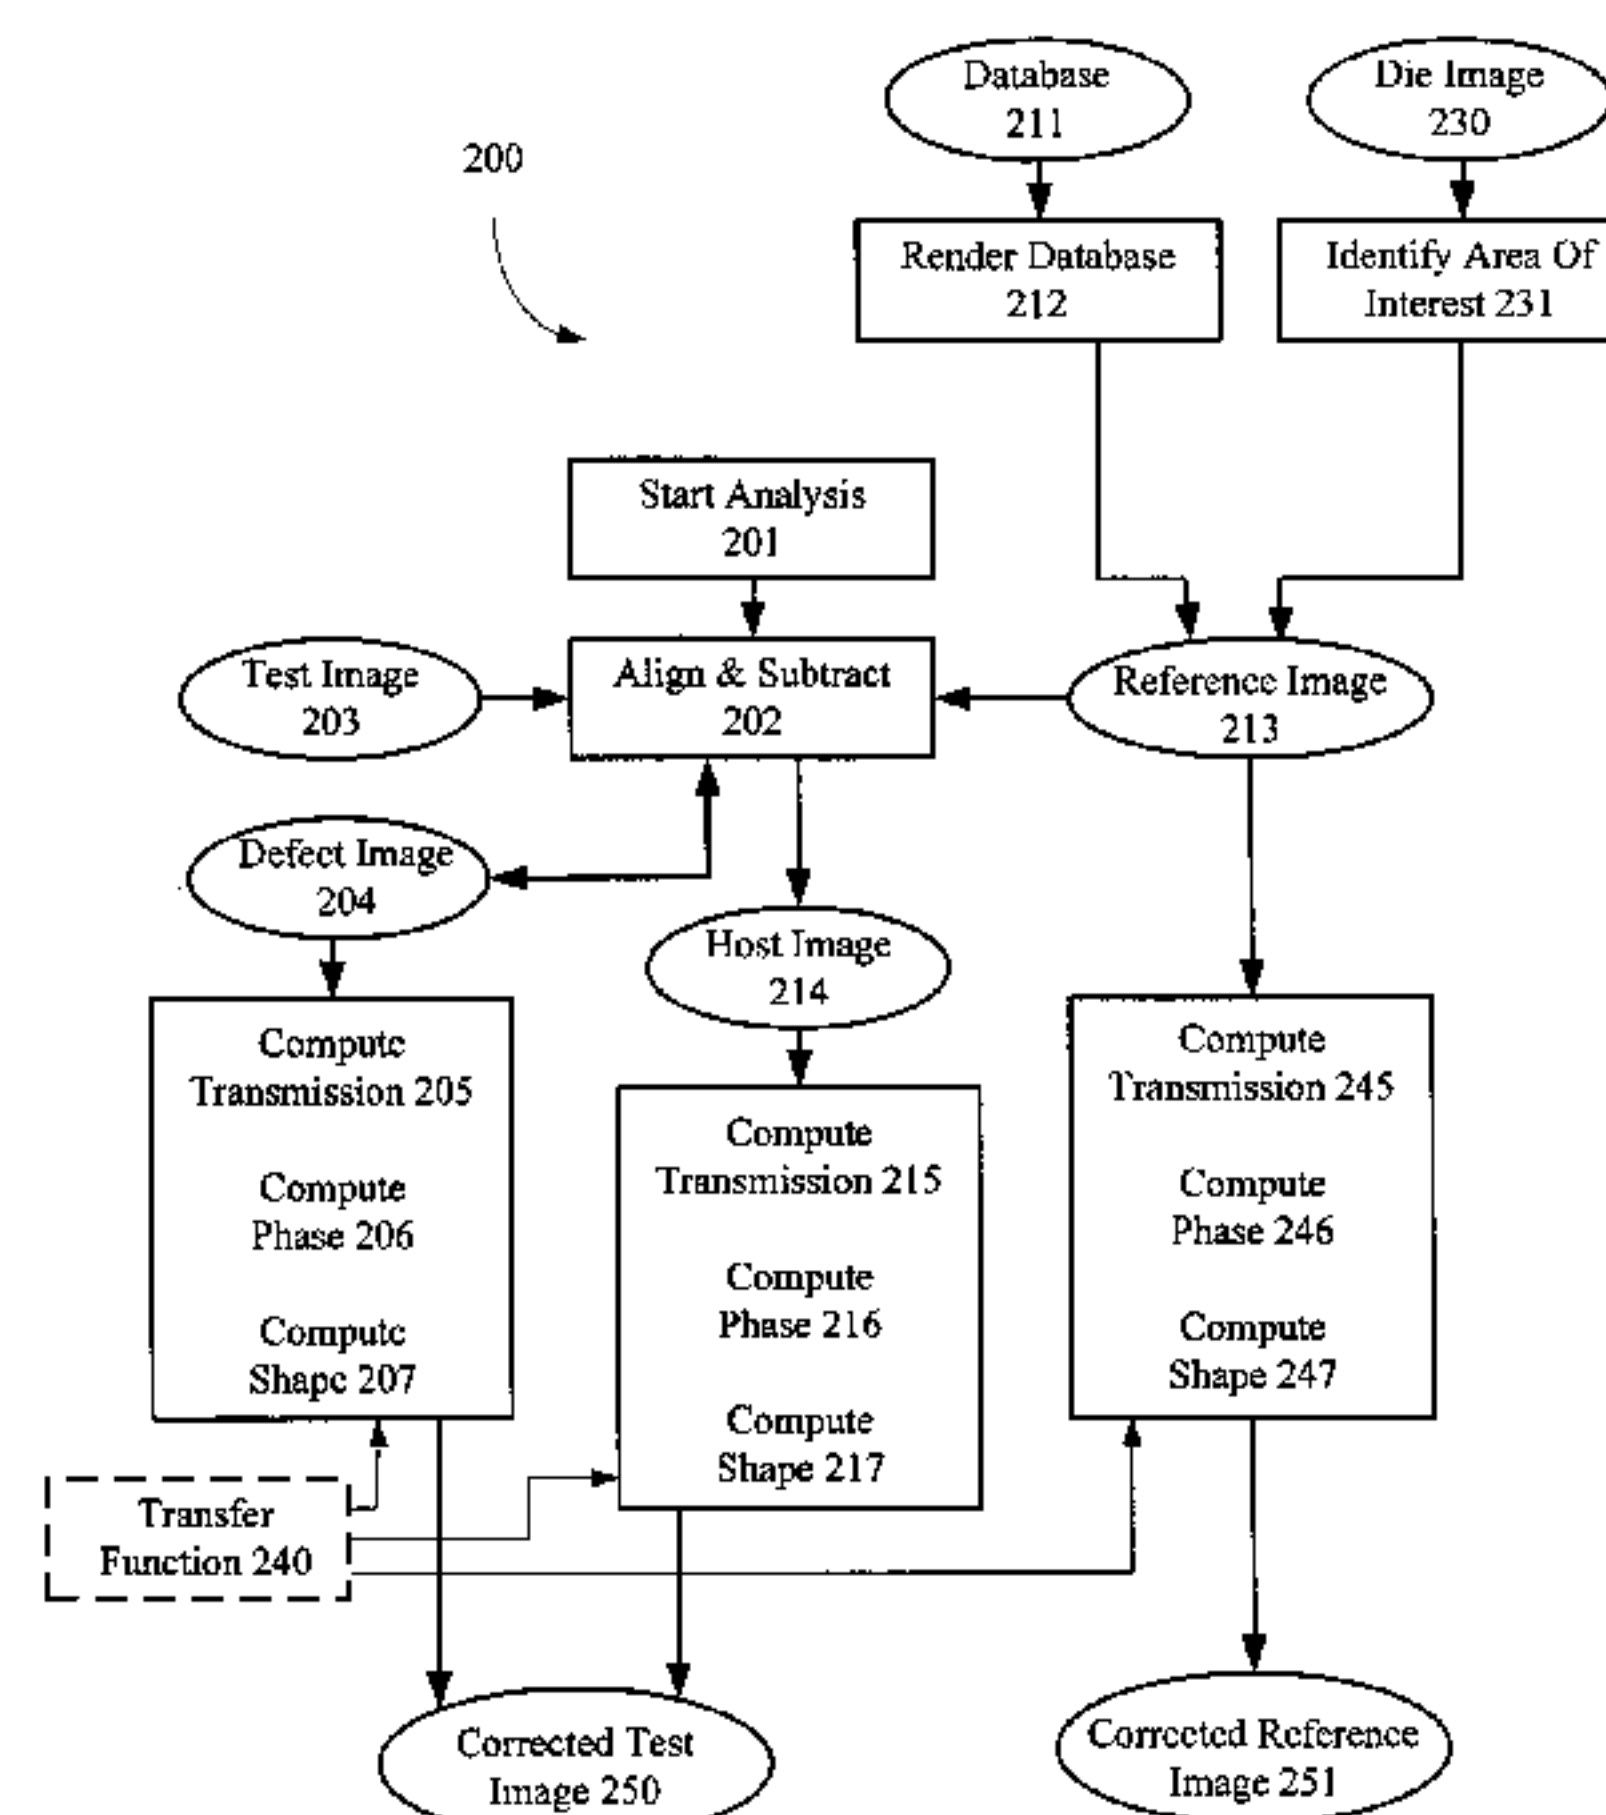 Database
211
Die Image
230
200
Render Database
212
Identify Area Of
Interest 231
Start Analysis
201
Test Image
203
Align & Subtract
202
Reference Image
213
Defect Image
204
Host Image
214
Compute
Transmission 205
Compute
Phase 206
Compute
Shape 207
Compute
Transmission 215
Compute
Phase 216
Compute
Shape 217
Compute
Transmission 245
Compute
Phase 246
Compute
Shape 247
Transfer
Function 240
Corrected Test
Image 250
Corrected Reference
Image 251